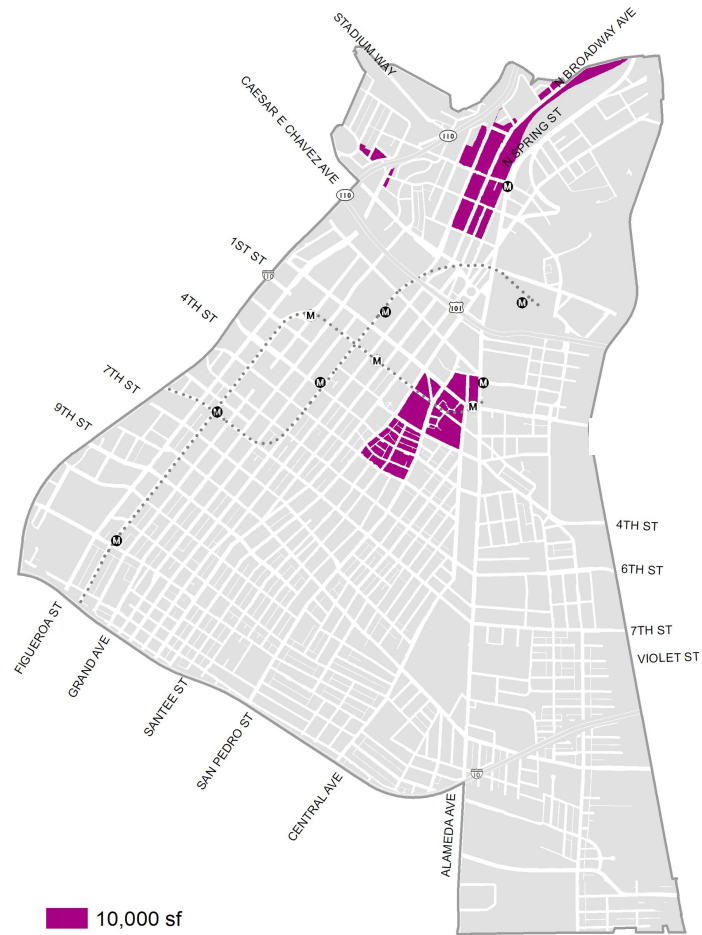 STADIUM WAY
N BROADWAY AVE
CAESAR E CHAVEZ AVE
110
N SPRING ST
M
110
1ST ST
110
4TH ST
M
M
M
101
7TH ST
M
M
M
M
9TH ST
M
4TH ST
M
6TH ST
FIGUEROA ST
7TH ST
GRAND AVE
VIOLET ST
SANTEE ST
SAN PEDRO ST
10
CENTRAL AVE
ALAMEDA AVE
10,000 sf